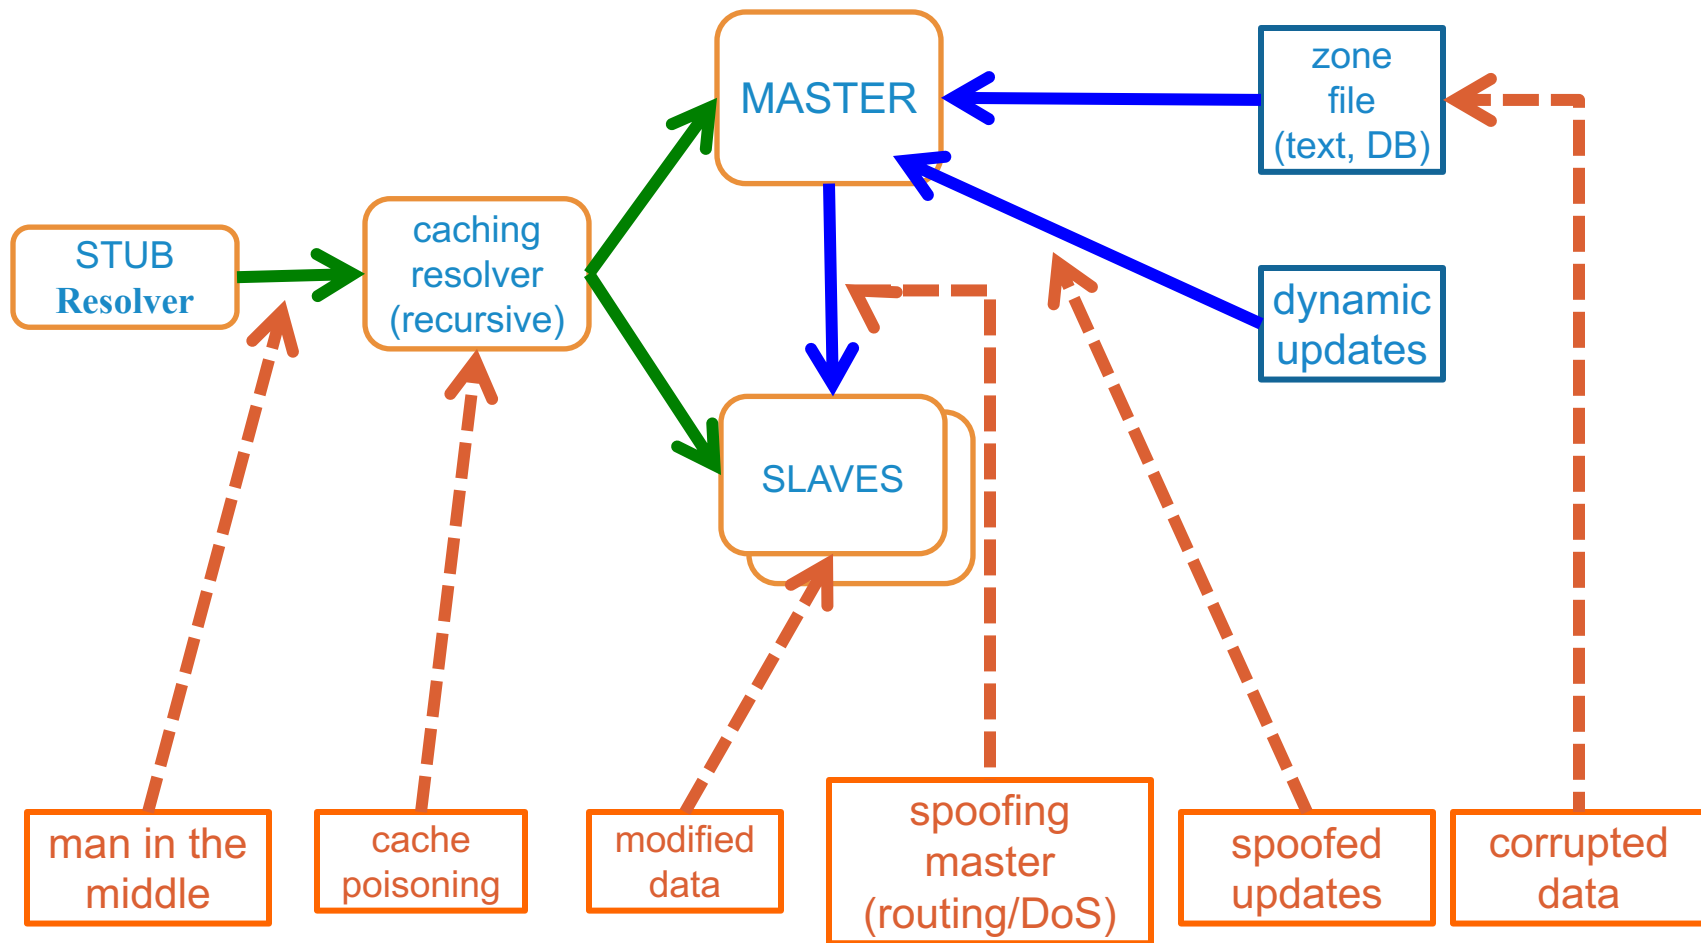 MASTER
zone
file
(text, DB)
STUB
Resolver
caching
resolver
(recursive)
dynamic
updates
SLAVES
man in the
middle
cache
poisoning
modified
data
spoofing
master
(routing/DoS)
spoofed
updates
corrupted
data